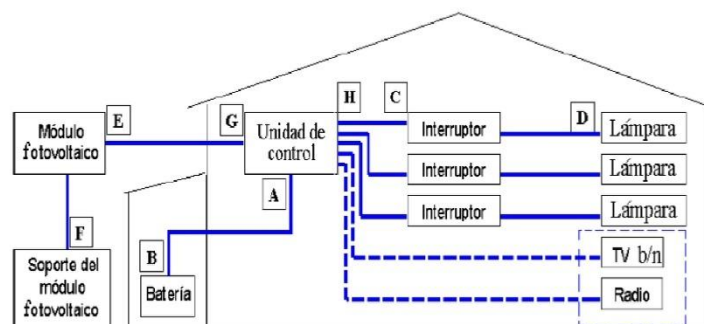 H
C
E
G
D
Módulo
fotovoltaico
Unidad de
control
Interruptor
Lámpara
Interruptor
Lámpara
A
Interruptor
Lámpara
F
B
TV b/n
Soporte del
módulo
fotovoltaico
Batería
Radio